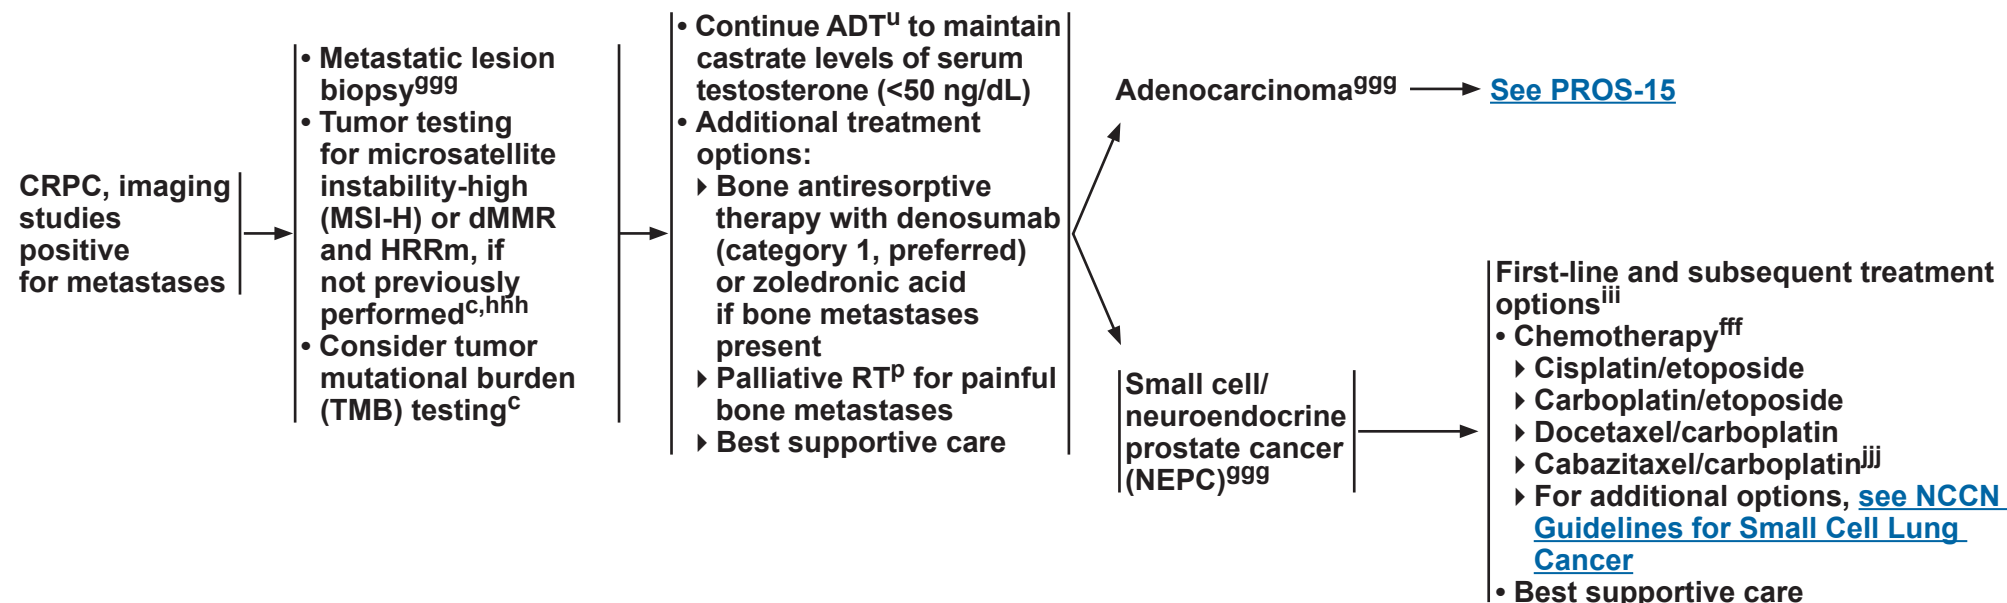 CRPC, imaging
studies
positive
for metastases
• Metastatic lesion
biopsyggg
• Tumor testing
for microsatellite
instability-high
(MSI-H) or dMMR
and HRRm, if
not previously
performedc,hhh
• Consider tumor
mutational burden
(TMB) testingc
• Continue ADTu to maintain
castrate levels of serum
testosterone (<50 ng/dL)
• Additional treatment
options:
▸ Bone antiresorptive
therapy with denosumab
(category 1, preferred)
or zoledronic acid
if bone metastases
present
▸ Palliative RTp for painful
bone metastases
▸ Best supportive care
Adenocarcinomaggg
See PROS-15
Small cell/
neuroendocrine
prostate cancer
(NEPC)ggg
First-line and subsequent treatment
optionsiii
• Chemotherapyfff
▸ Cisplatin/etoposide
▸ Carboplatin/etoposide
▸ Docetaxel/carboplatin
▸ Cabazitaxel/carboplatinjjj
▸ For additional options, see NCCN
Guidelines for Small Cell Lung
Cancer
• Best supportive care